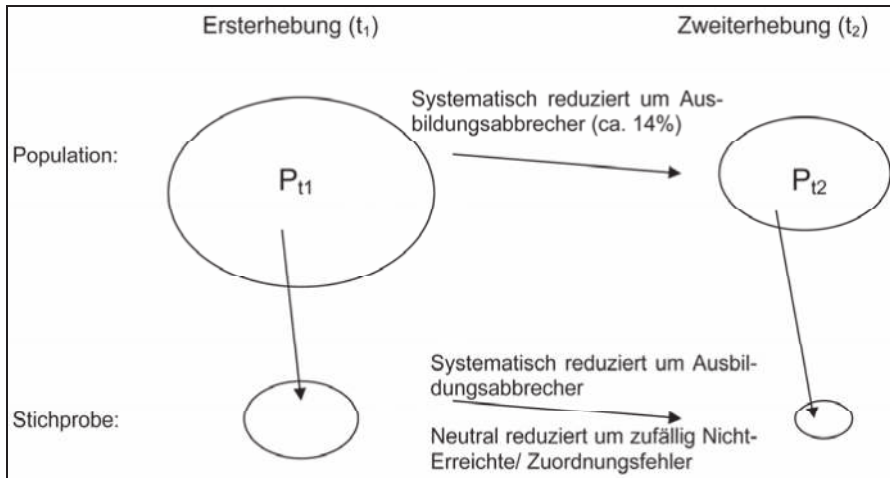 Ersterhebung (t₁)
Zweiterhebung (t₂)
Systematisch reduziert um Aus-
bildungsabbrecher (ca. 14%)
Population:
Pt1
Pt2
Systematisch reduziert um Ausbil-
dungsabbrecher
Stichprobe:
Neutral reduziert um zufällig Nicht-
Erreichte/ Zuordnungsfehler